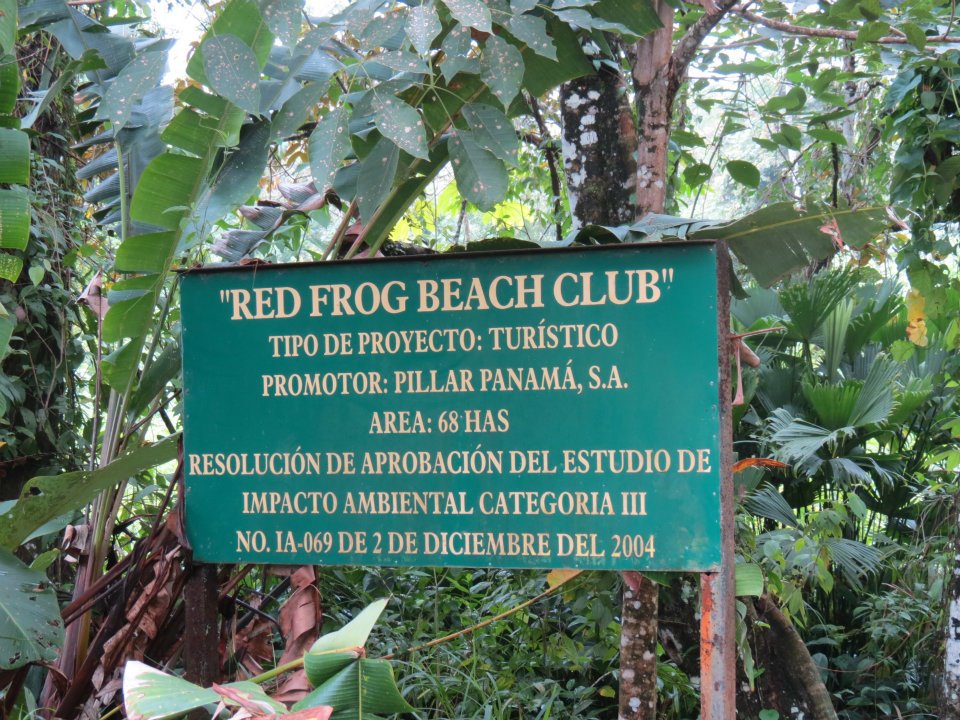 "RED FROG BEACH CLUB"
TIPO DE PROYECTO: TURÍSTICO
PROMOTOR: PILLAR PANAMÁ, S.A.
AREA: 68 HAS
RESOLUCIÓN DE APROBACIÓN DEL ESTUDIO DE
IMPACTO AMBIENTAL CATEGORIA III
NO. IA-069 DE 2 DE DICIEMBRE DEL 2004